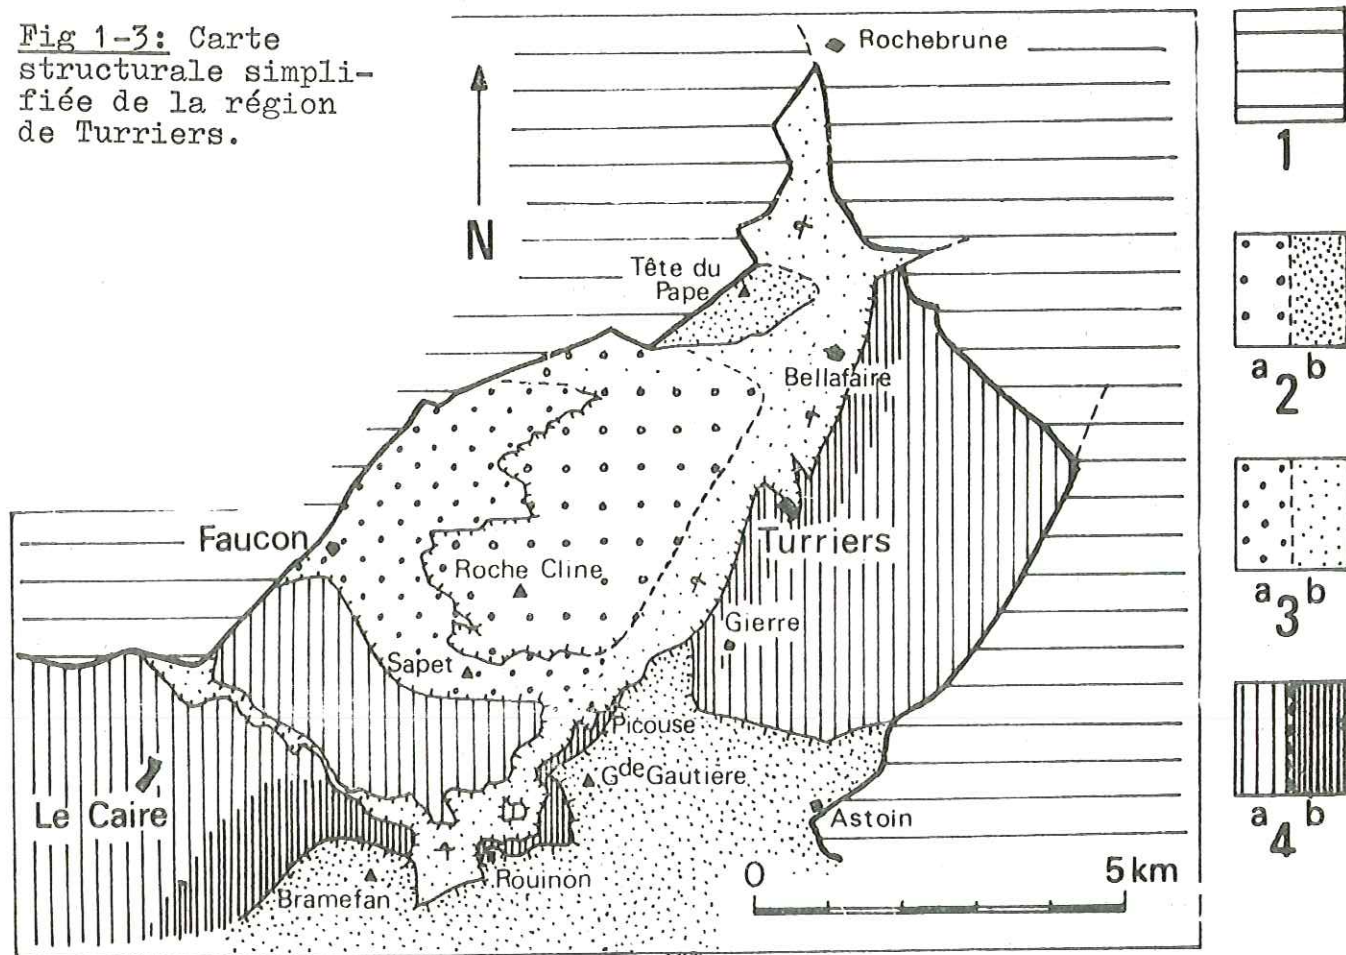 Fig 1-3: Carte
structurale simpli-
fiée de la région
de Turriers.
N
Rochebrune
Tête du
Pape
Bellafaire
Faucon
Turriers
Roche Cline
Gierre
Sapet
Picouse
Gde Gautiere
Le Caire
Astoin
Rouinon
Bramefan
0
5 km
1
a b
2
a b
3
a b
4